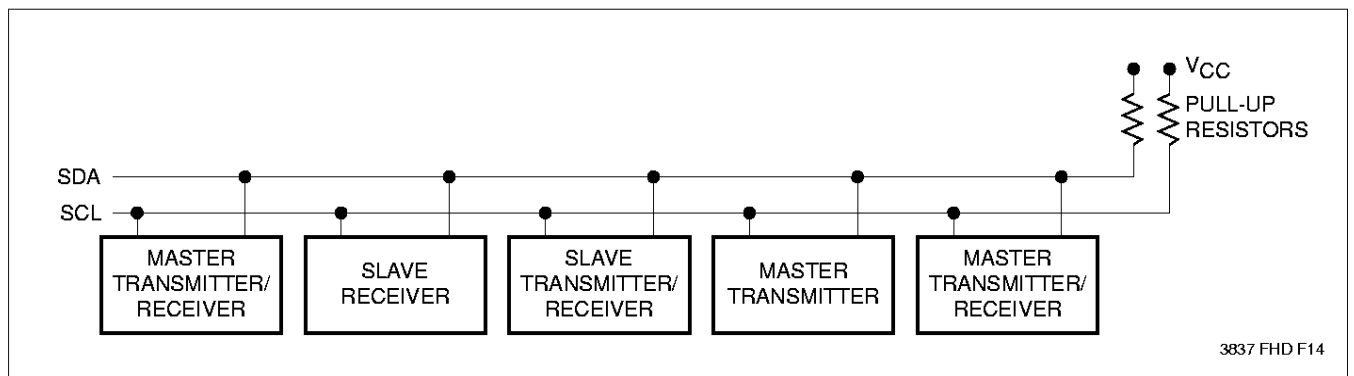 VCC
PULL-UP
RESISTORS
SDA
SCL
MASTER
TRANSMITTER/
RECEIVER
SLAVE
RECEIVER
SLAVE
TRANSMITTER/
RECEIVER
MASTER
TRANSMITTER
MASTER
TRANSMITTER/
RECEIVER
3837 FHD F14